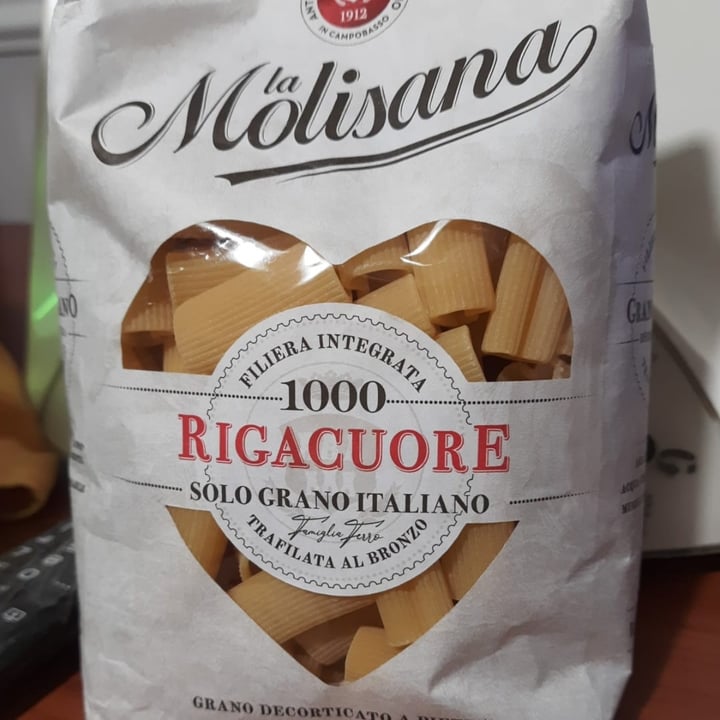 1912
IN CAMPOBASSO
la
Molisana
FILIERA INTEGRATA
1000
RIGACUORE
SOLO GRANO ITALIANO
Famiglia Ferro
TRAFILATA AL BRONZO
GRANO DECORTICATO A